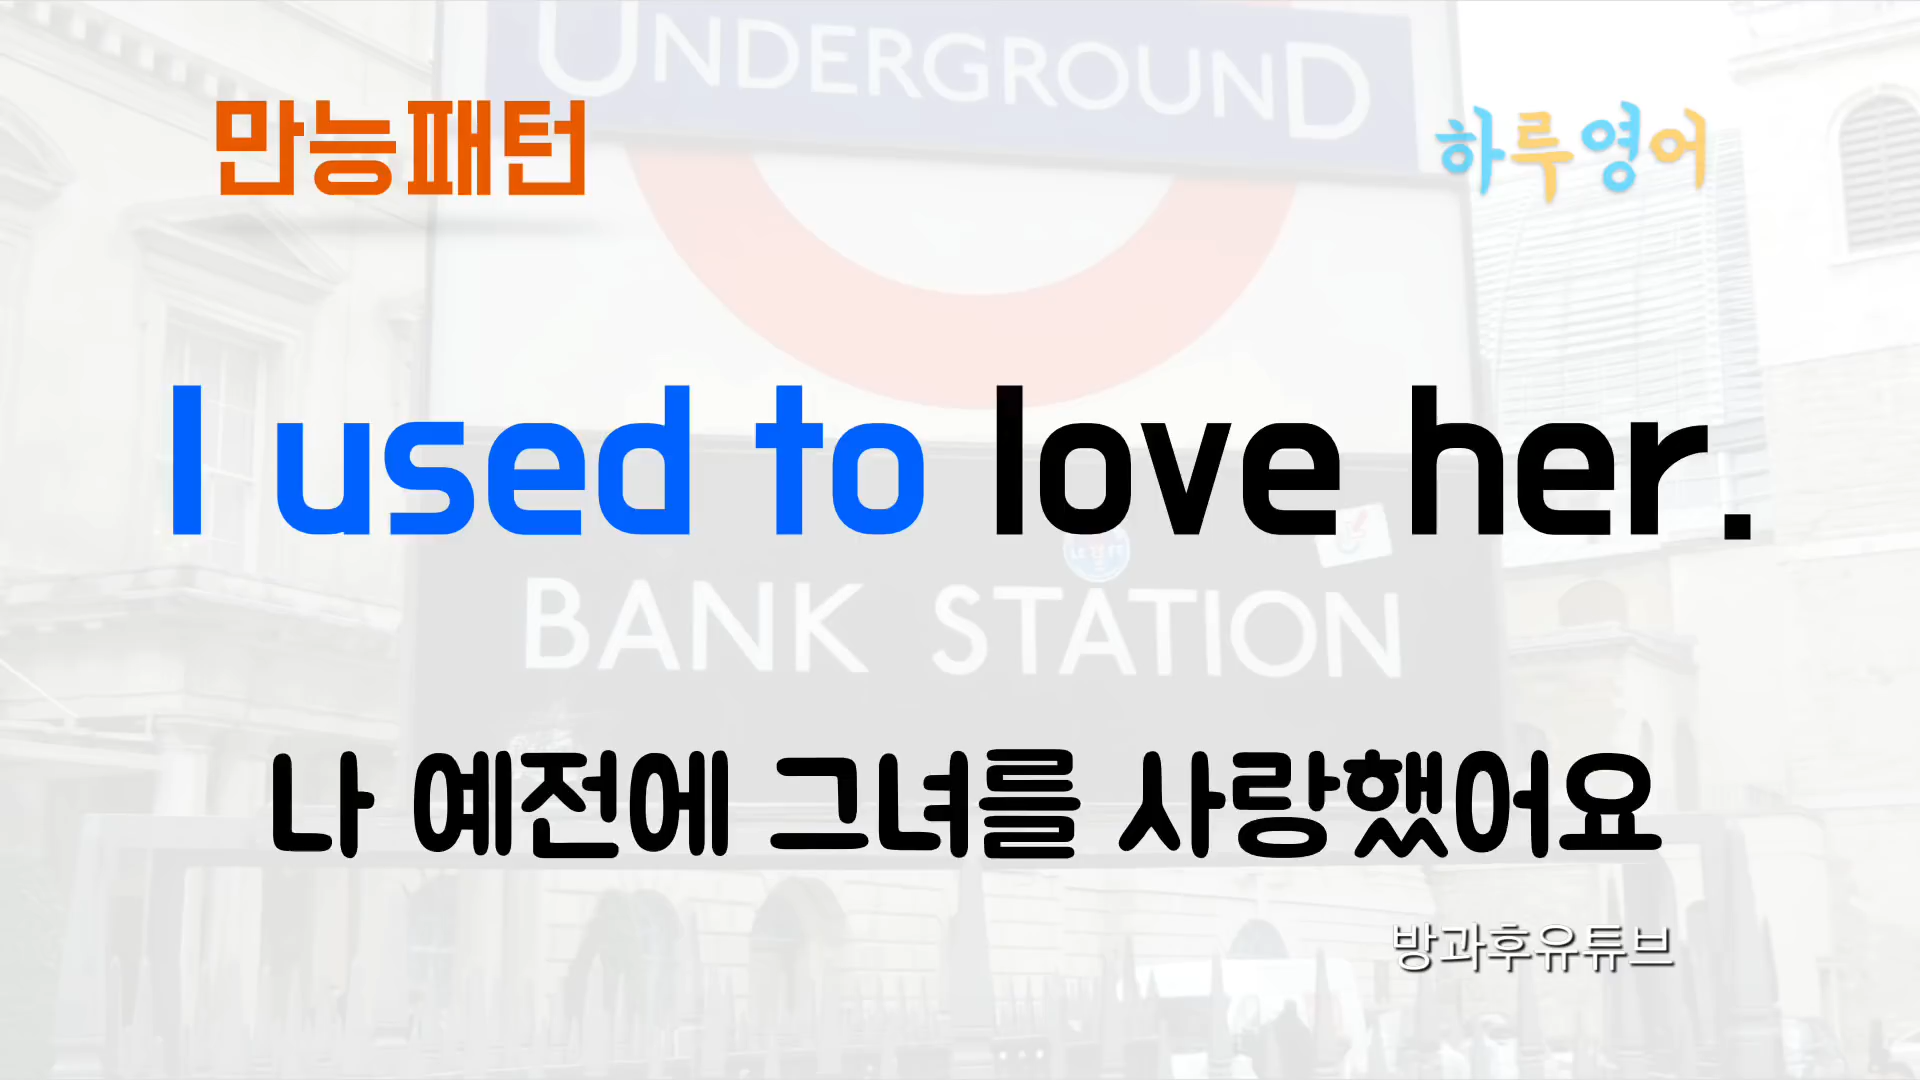 UNDERGROUND
만능패턴
하루영어
I used to love her.
BANK STATION
나 예전에 그녀를 사랑했어요
방과후유튜브